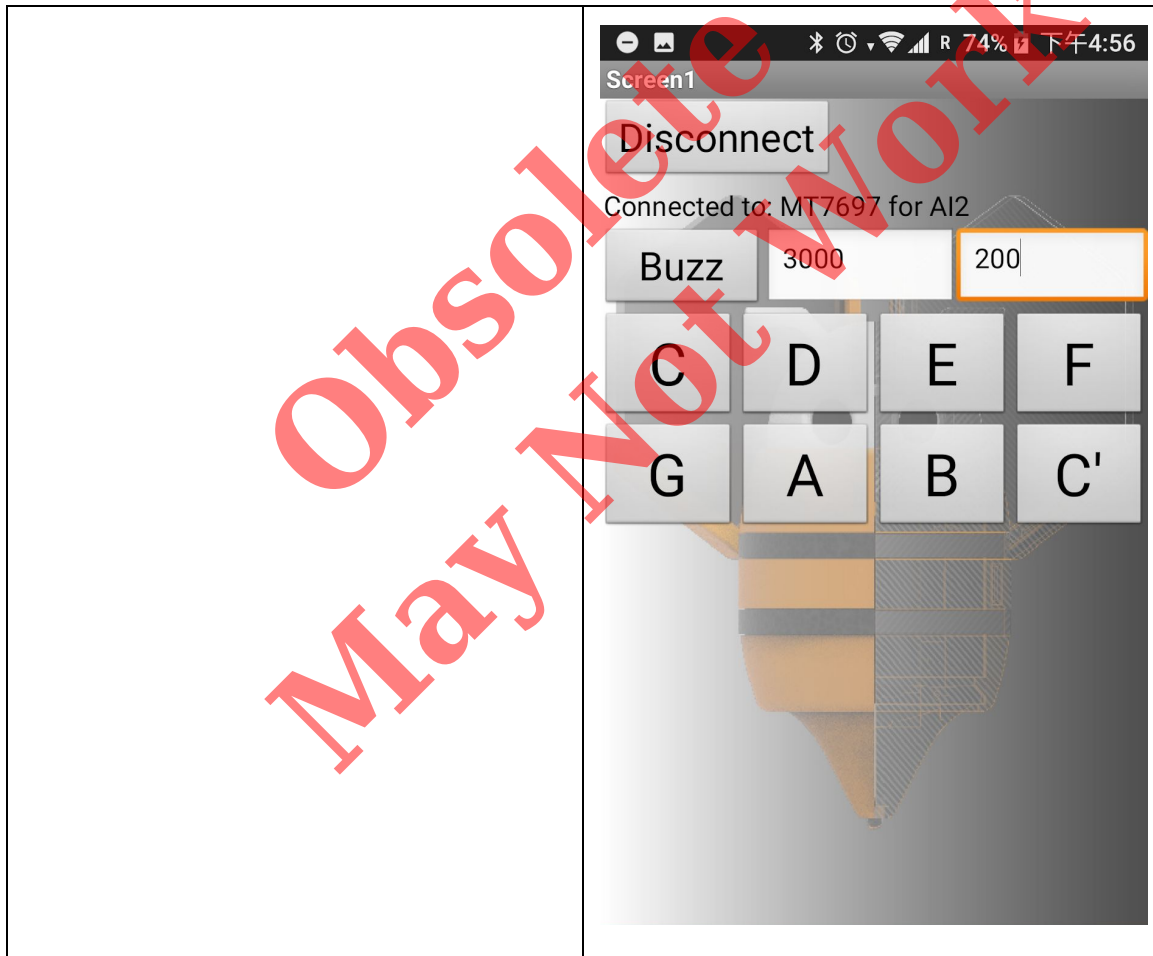 R 74% 下午4:56
Screen1
Disconnect
Connected to: MT7697 for AI2
Buzz 3000 200
C D E F
G A B C'
Obsolete
May Not Work